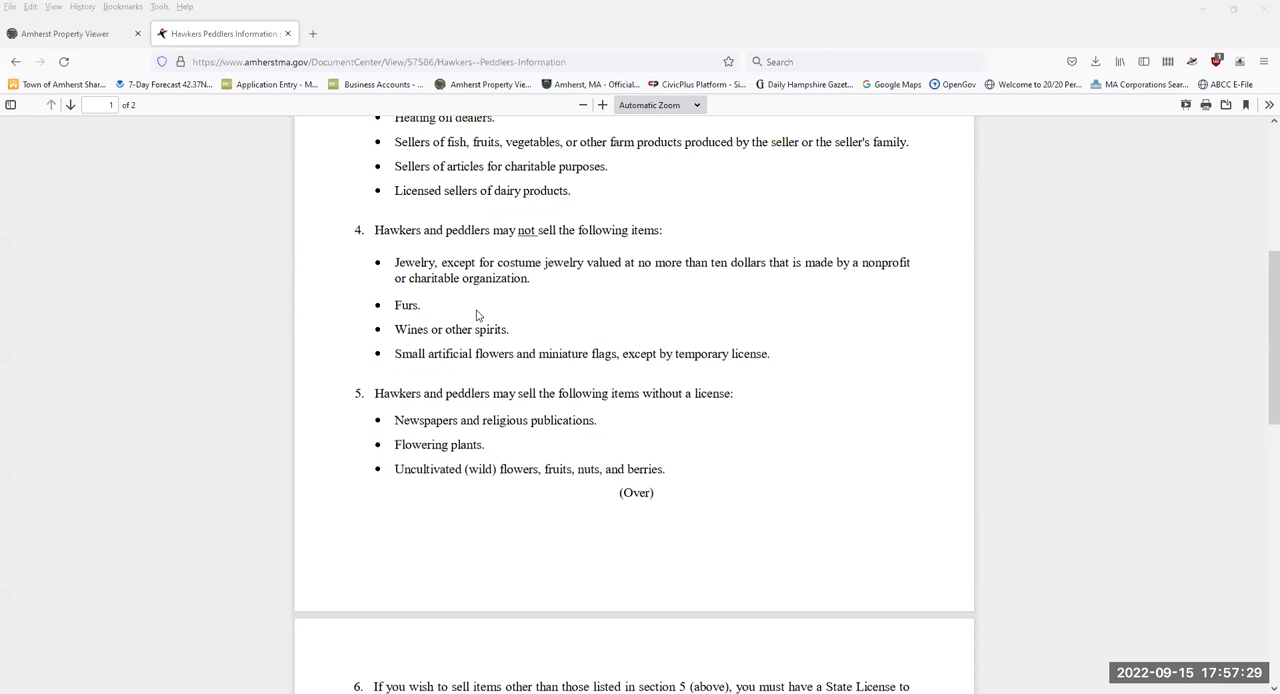 File Edit View History Bookmarks Tools Help
Amherst Property Viewer × Hawkers Peddlers Information × +
https://www.amherstma.gov/DocumentCenter/View/57586/Hawkers--Peddlers-Information Search
Town of Amherst Shar... 7-Day Forecast 42.37N... Application Entry - M... Business Accounts - ... Amherst Property Vie... Amherst, MA - Official... CivicPlus Platform - Si... Daily Hampshire Gazet... Google Maps OpenGov Welcome to 20/20 Per... MA Corporations Sear... ABCC E-File
1 of 2 − + Automatic Zoom
• Heating oil dealers.
• Sellers of fish, fruits, vegetables, or other farm products produced by the seller or the seller's family.
• Sellers of articles for charitable purposes.
• Licensed sellers of dairy products.
4. Hawkers and peddlers may not sell the following items:
• Jewelry, except for costume jewelry valued at no more than ten dollars that is made by a nonprofit
or charitable organization.
• Furs.
• Wines or other spirits.
• Small artificial flowers and miniature flags, except by temporary license.
5. Hawkers and peddlers may sell the following items without a license:
• Newspapers and religious publications.
• Flowering plants.
• Uncultivated (wild) flowers, fruits, nuts, and berries.
(Over)
6. If you wish to sell items other than those listed in section 5 (above), you must have a State License to
2022-09-15 17:57:29